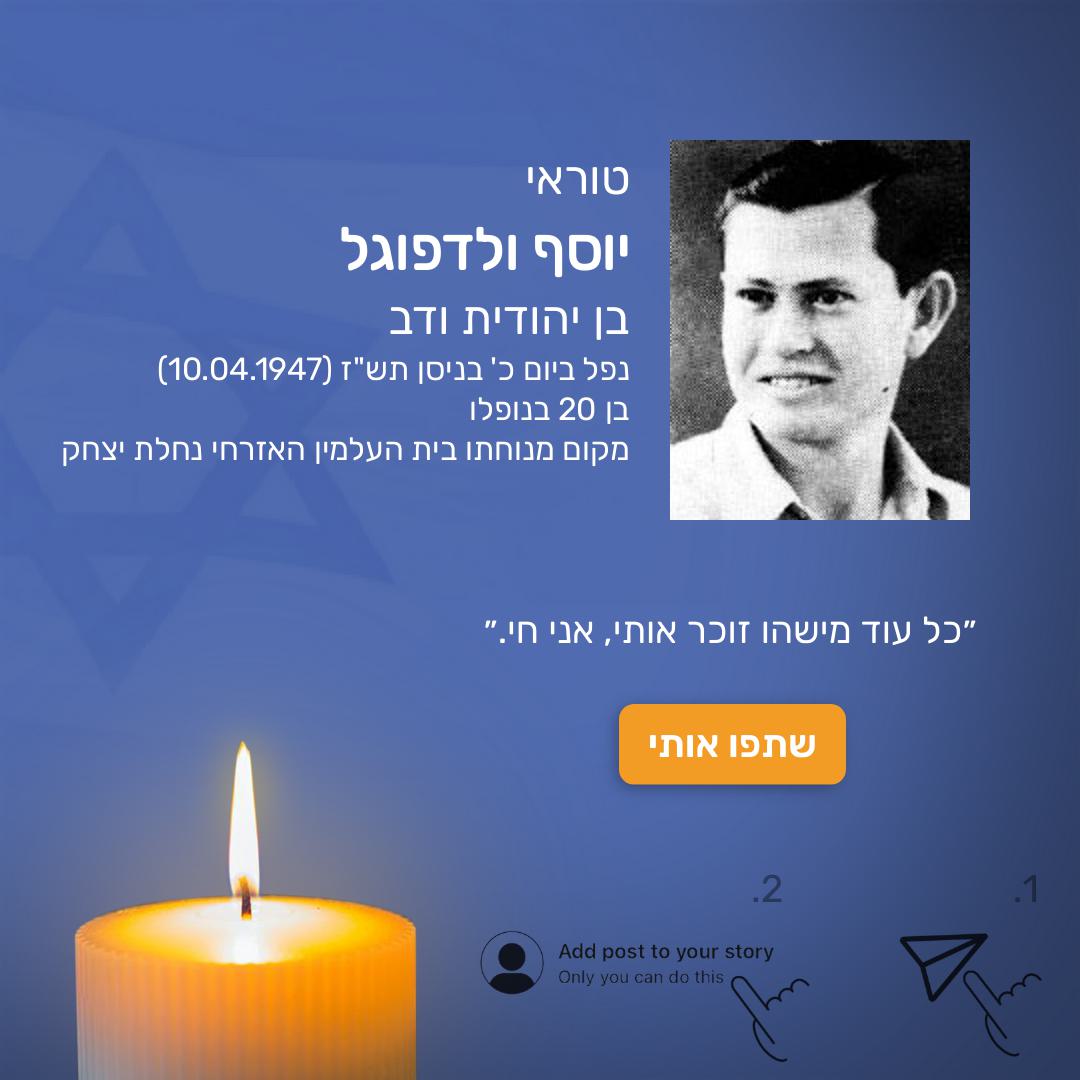 טוראי
יוסף ולדפוגל
בן יהודית ודב
נפל ביום כ' בניסן תש"ז (10.04.1947)
בן 20 בנופלו
מקום מנוחתו בית העלמין האזרחי נחלת יצחק
״כל עוד מישהו זוכר אותי, אני חי.״
שתפו אותי
1.
2.
Add post to your story
Only you can do this